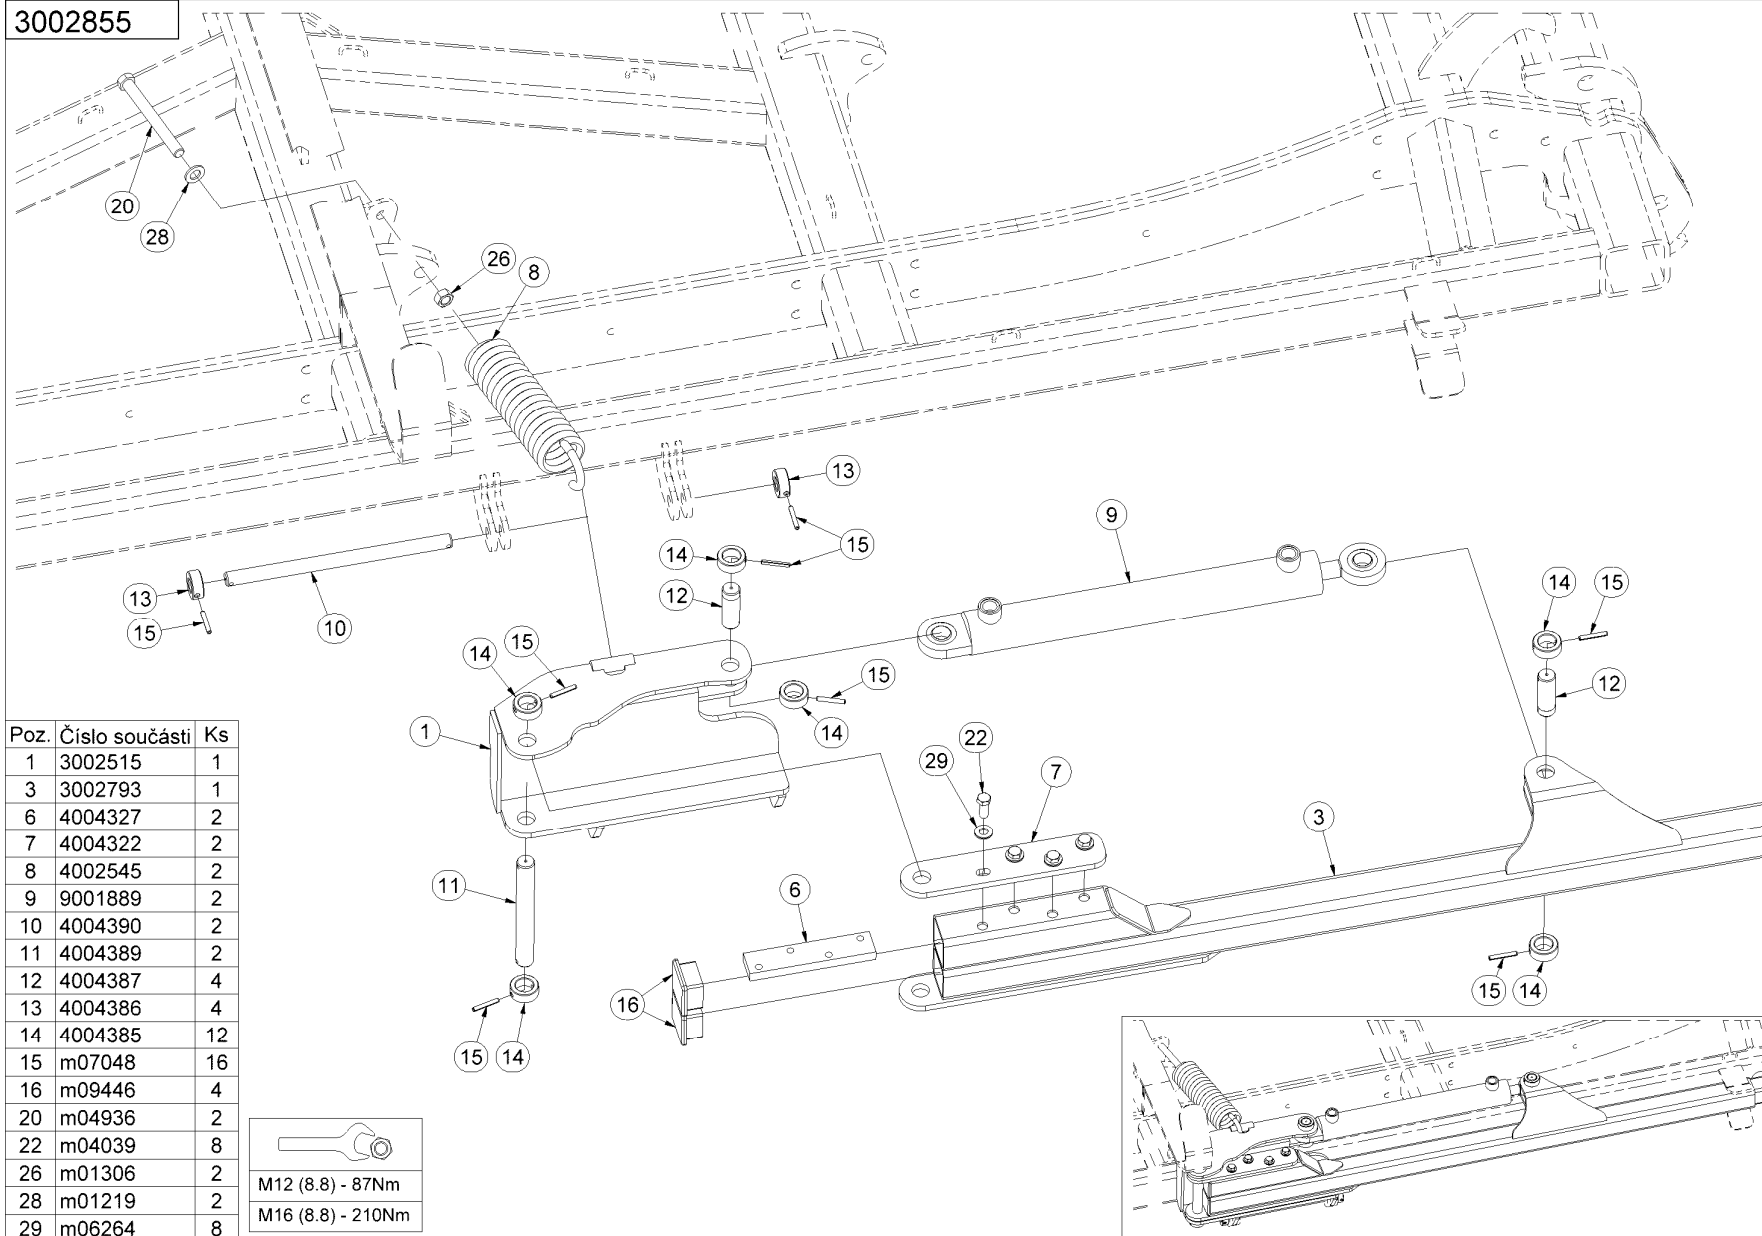 3002855
20
28
26
8
13
9
14
15
12
14
15
13
15
10
15
14
12
15
14
1
22
29
7
3
11
6
16
15
14
15
14
Poz. Číslo součásti Ks
1 3002515 1
3 3002793 1
6 4004327 2
7 4004322 2
8 4002545 2
9 9001889 2
10 4004390 2
11 4004389 2
12 4004387 4
13 4004386 4
14 4004385 12
15 m07048 16
16 m09446 4
20 m04936 2
22 m04039 8
26 m01306 2
28 m01219 2
29 m06264 8
M12 (8.8) - 87Nm
M16 (8.8) - 210Nm